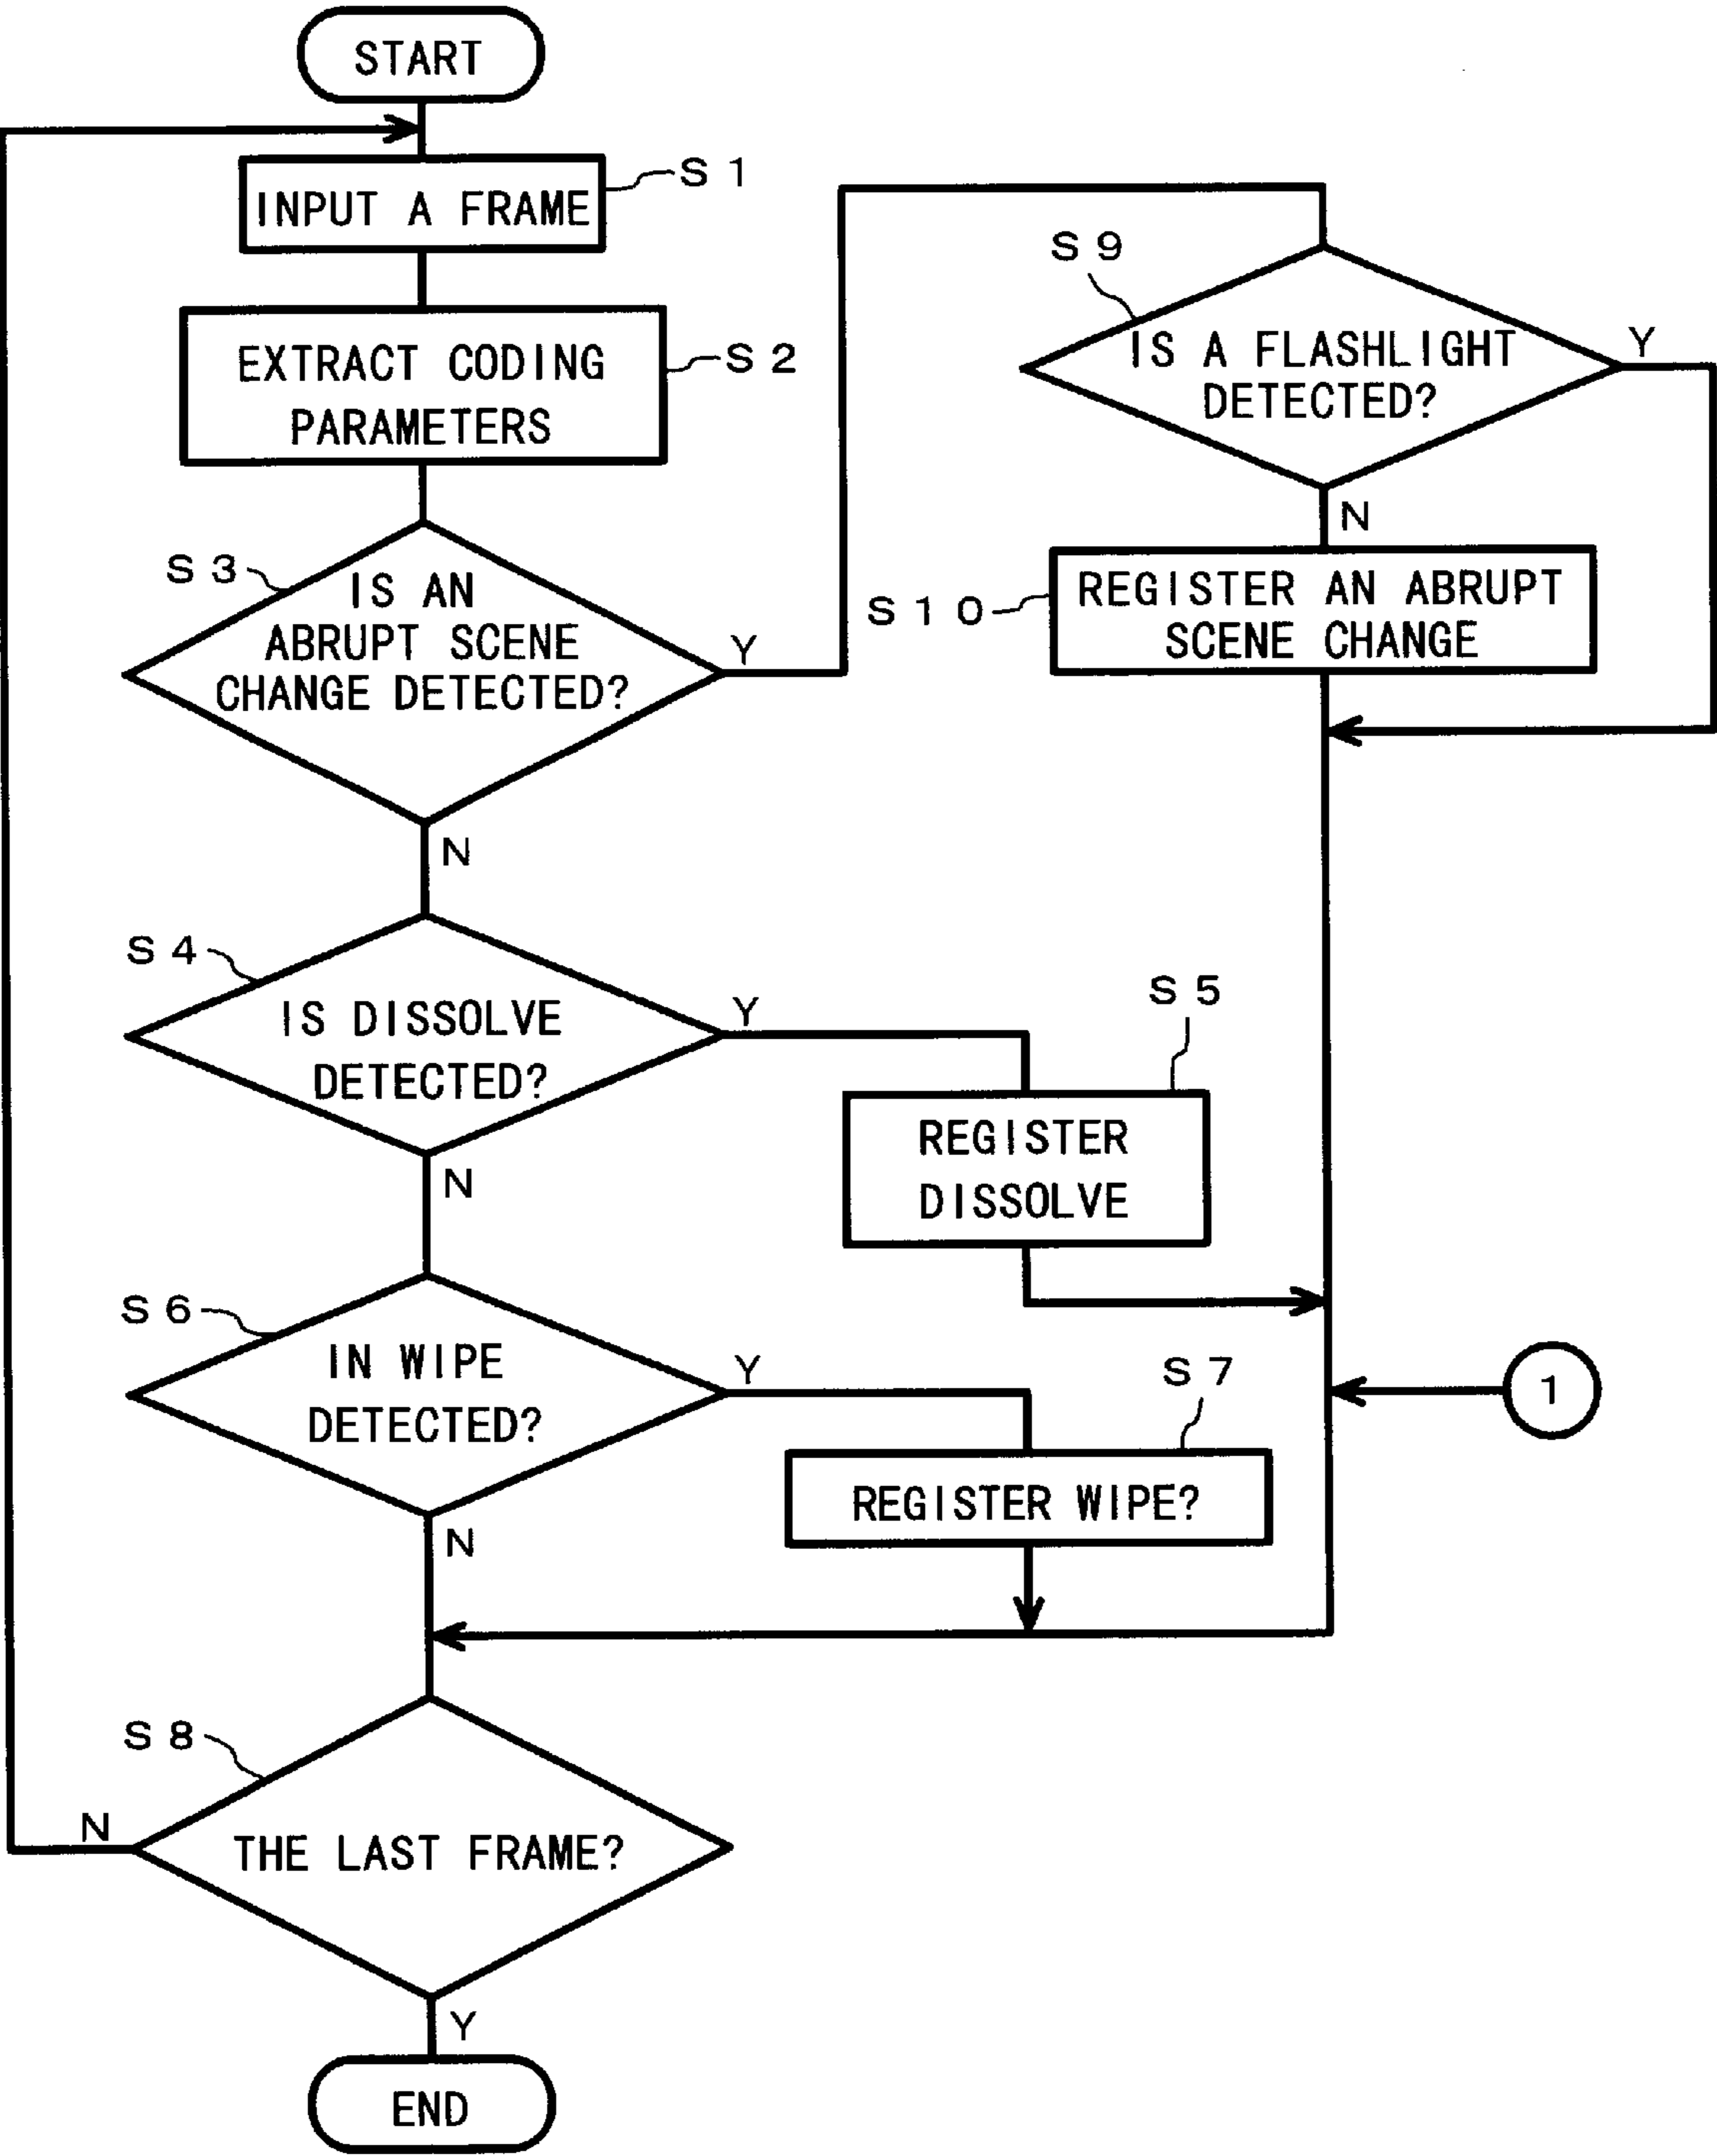 START
INPUT A FRAME
S1
EXTRACT CODING
PARAMETERS
S2
S3
IS AN
ABRUPT SCENE
CHANGE DETECTED?
Y
N
S9
IS A FLASHLIGHT
DETECTED?
Y
N
S10
REGISTER AN ABRUPT
SCENE CHANGE
S4
IS DISSOLVE
DETECTED?
Y
N
S5
REGISTER
DISSOLVE
S6
IN WIPE
DETECTED?
Y
N
S7
REGISTER WIPE?
1
S8
THE LAST FRAME?
N
Y
END